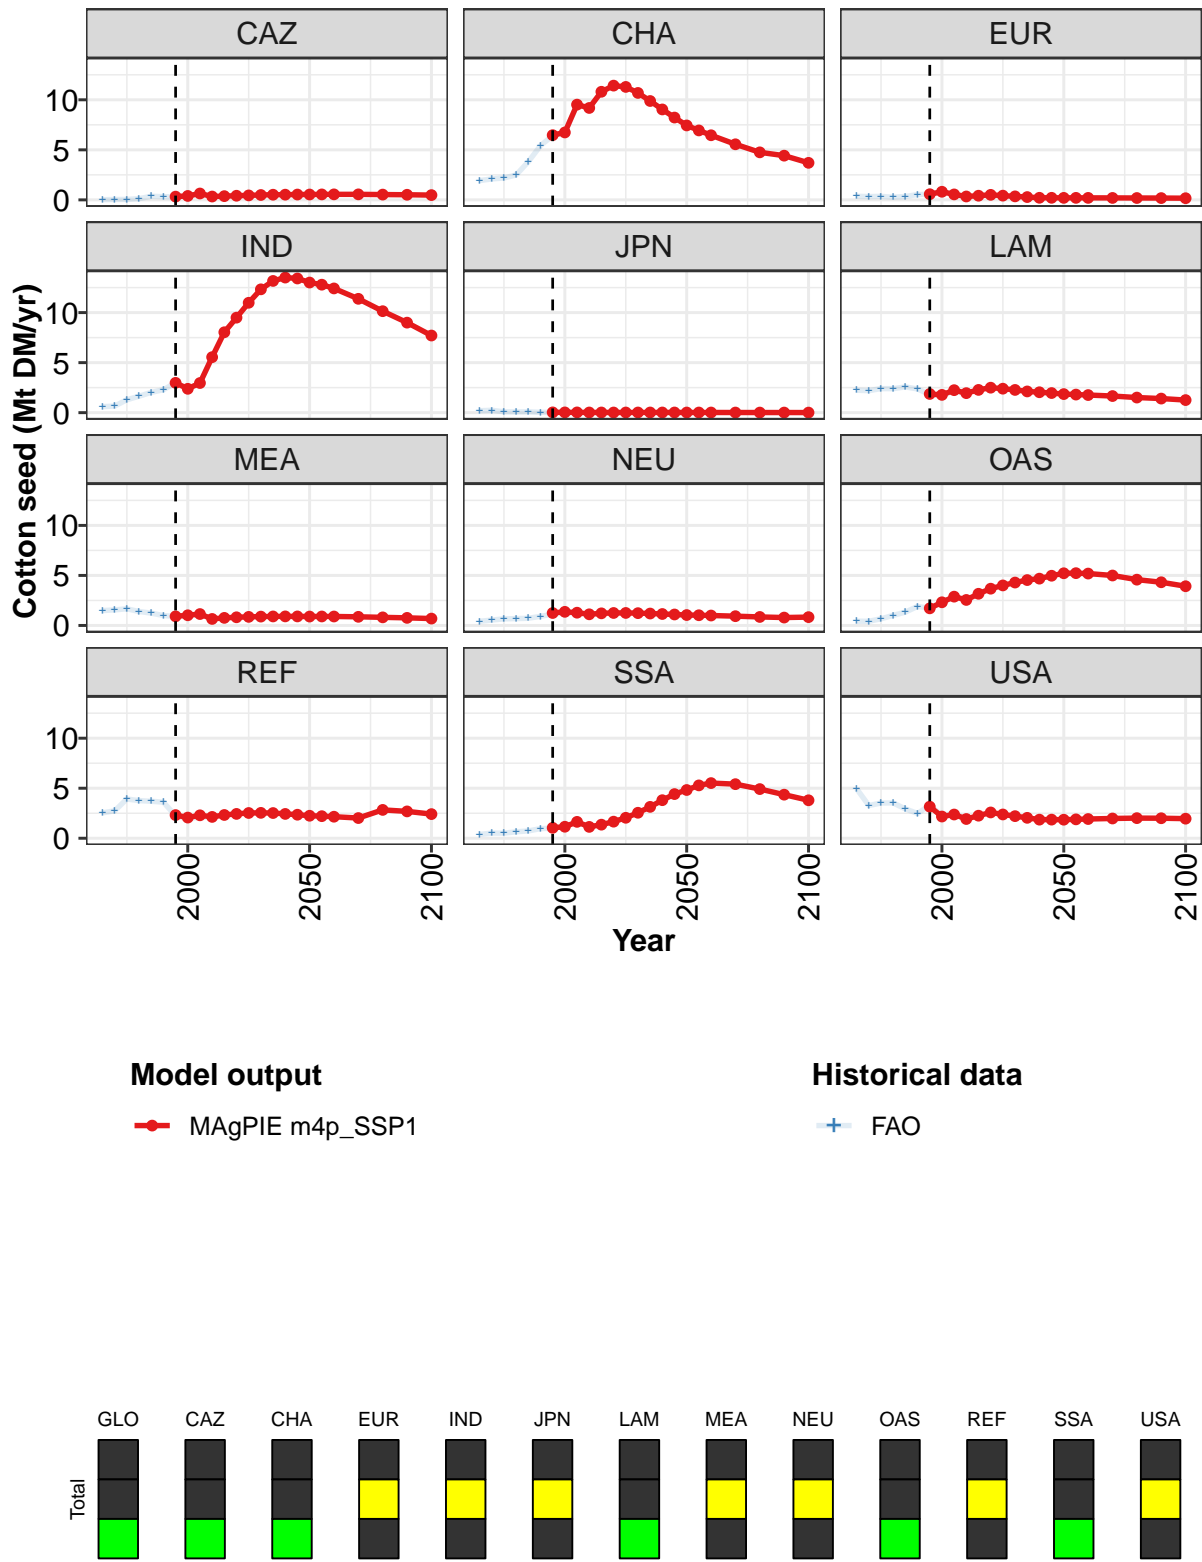 CAZ CHA EUR
10
5
0
IND JPN LAM
10
5
0
Cotton seed (Mt DM/yr)
MEA NEU OAS
10
5
0
REF SSA USA
10
5
0
2000 2050 2100 2000 2050 2100 2000 2050 2100
Year
Model output Historical data
MAgPIE m4p_SSP1 FAO
GLO CAZ CHA EUR IND JPN LAM MEA NEU OAS REF SSA USA
Total